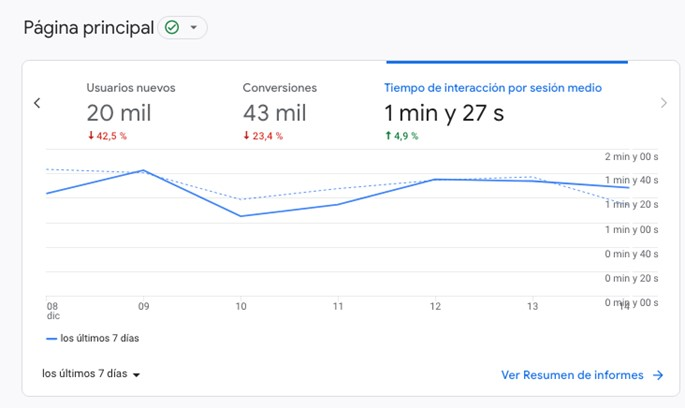 Página principal
Usuarios nuevos
20 mil
42,5 %
Conversiones
43 mil
23,4 %
Tiempo de interacción por sesión medio
1 min y 27 s
4,9 %
2 min y 00 s
1 min y 40 s
1 min y 20 s
1 min y 00 s
0 min y 40 s
0 min y 20 s
0 min y 00 s
08
dic
09
10
11
12
13
14
los últimos 7 días
los últimos 7 días
Ver Resumen de informes